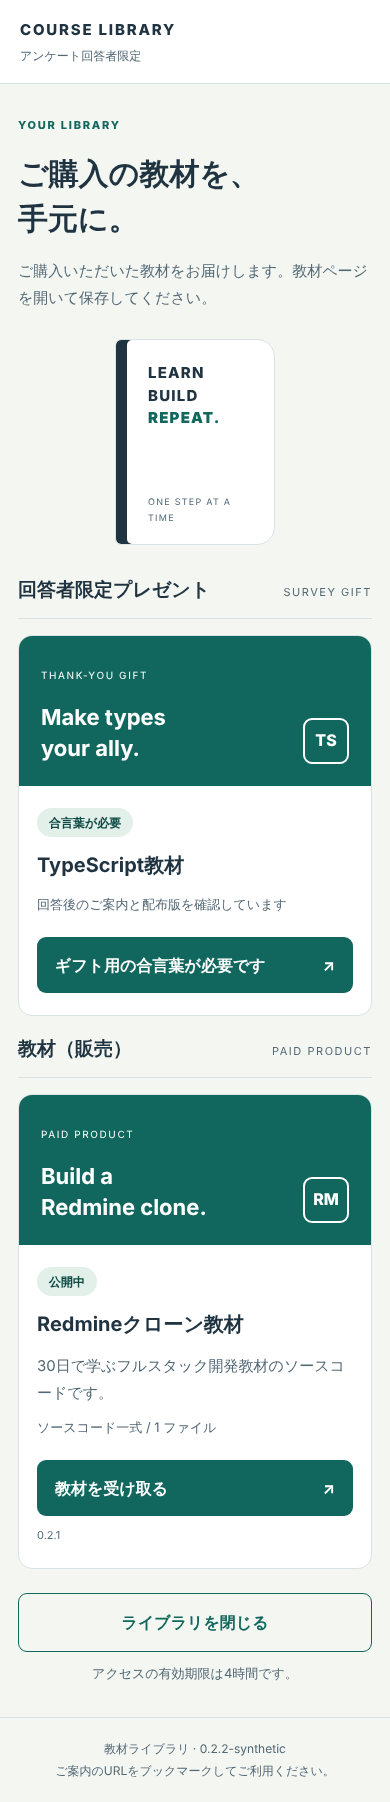 COURSE LIBRARY
アンケート回答者限定
YOUR LIBRARY
ご購入の教材を、
手元に。
ご購入いただいた教材をお届けします。教材ページ
を開いて保存してください。
LEARN
BUILD
REPEAT.
ONE STEP AT A
TIME
回答者限定プレゼント
SURVEY GIFT
THANK-YOU GIFT
Make types
your ally.
TS
合言葉が必要
TypeScript教材
回答後のご案内と配布版を確認しています
ギフト用の合言葉が必要です ↗
教材（販売）
PAID PRODUCT
PAID PRODUCT
Build a
Redmine clone.
RM
公開中
Redmineクローン教材
30日で学ぶフルスタック開発教材のソースコ
ードです。
ソースコード一式 / 1 ファイル
教材を受け取る ↗
0.2.1
ライブラリを閉じる
アクセスの有効期限は4時間です。
教材ライブラリ · 0.2.2-synthetic
ご案内のURLをブックマークしてご利用ください。